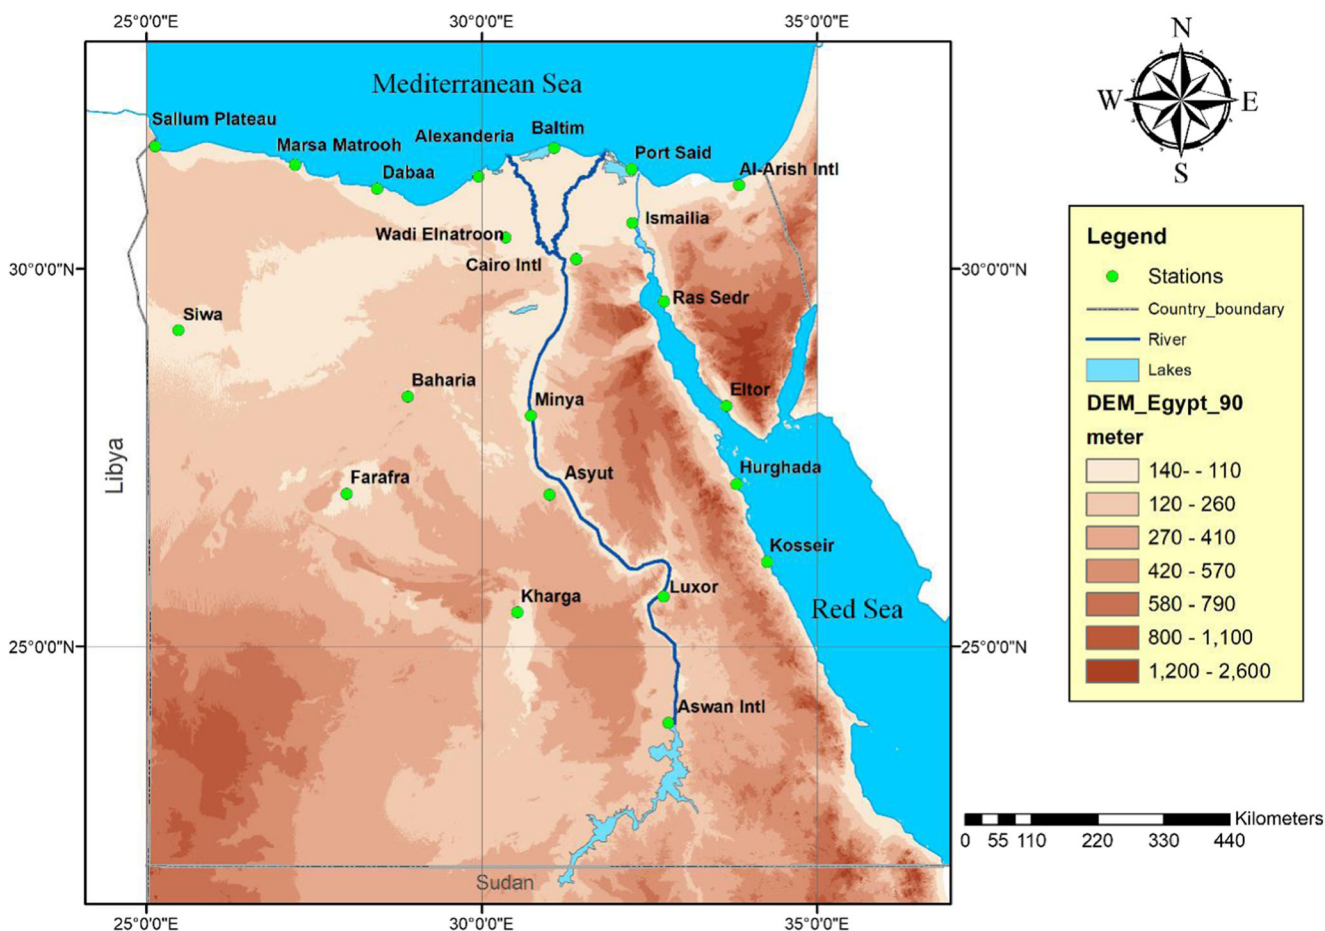 25°0'0"E 30°0'0"E 35°0'0"E
N
W E
S
Mediterranean Sea
Sallum Plateau
Marsa Matrooh
Alexanderia
Baltim
Dabaa
Port Said
Al-Arish Intl
Ismailia
Wadi Elnatroon
Cairo Intl
30°0'0"N 30°0'0"N
Ras Sedr
Siwa
Baharia
Eltor
Minya
Libya
Farafra
Asyut
Hurghada
Kosseir
Kharga
Luxor
Red Sea
25°0'0"N 25°0'0"N
Aswan Intl
Sudan
25°0'0"E 30°0'0"E 35°0'0"E
Legend
Stations
Country_boundary
River
Lakes
DEM_Egypt_90
meter
140- - 110
120 - 260
270 - 410
420 - 570
580 - 790
800 - 1,100
1,200 - 2,600
Kilometers
0 55 110 220 330 440